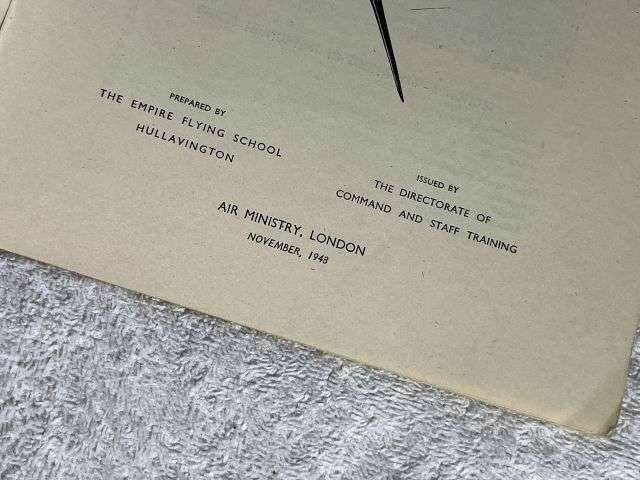 PREPARED BY
THE EMPIRE FLYING SCHOOL
HULLAVINGTON
ISSUED BY
THE DIRECTORATE OF
COMMAND AND STAFF TRAINING
AIR MINISTRY, LONDON
NOVEMBER, 1948